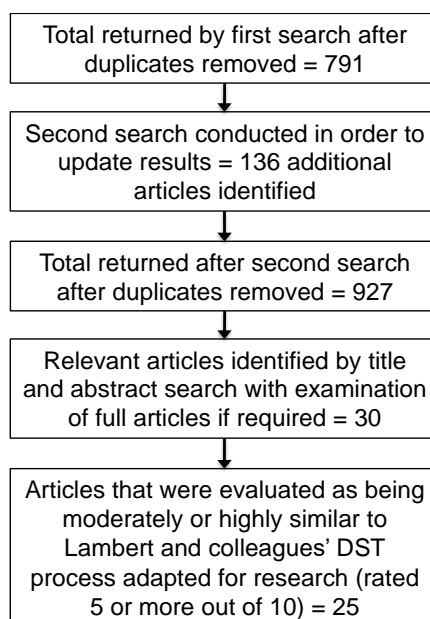 Total returned by first search after
duplicates removed = 791
Second search conducted in order to
update results = 136 additional
articles identified
Total returned after second search
after duplicates removed = 927
Relevant articles identified by title
and abstract search with examination
of full articles if required = 30
Articles that were evaluated as being
moderately or highly similar to
Lambert and colleagues’ DST
process adapted for research (rated
5 or more out of 10) = 25